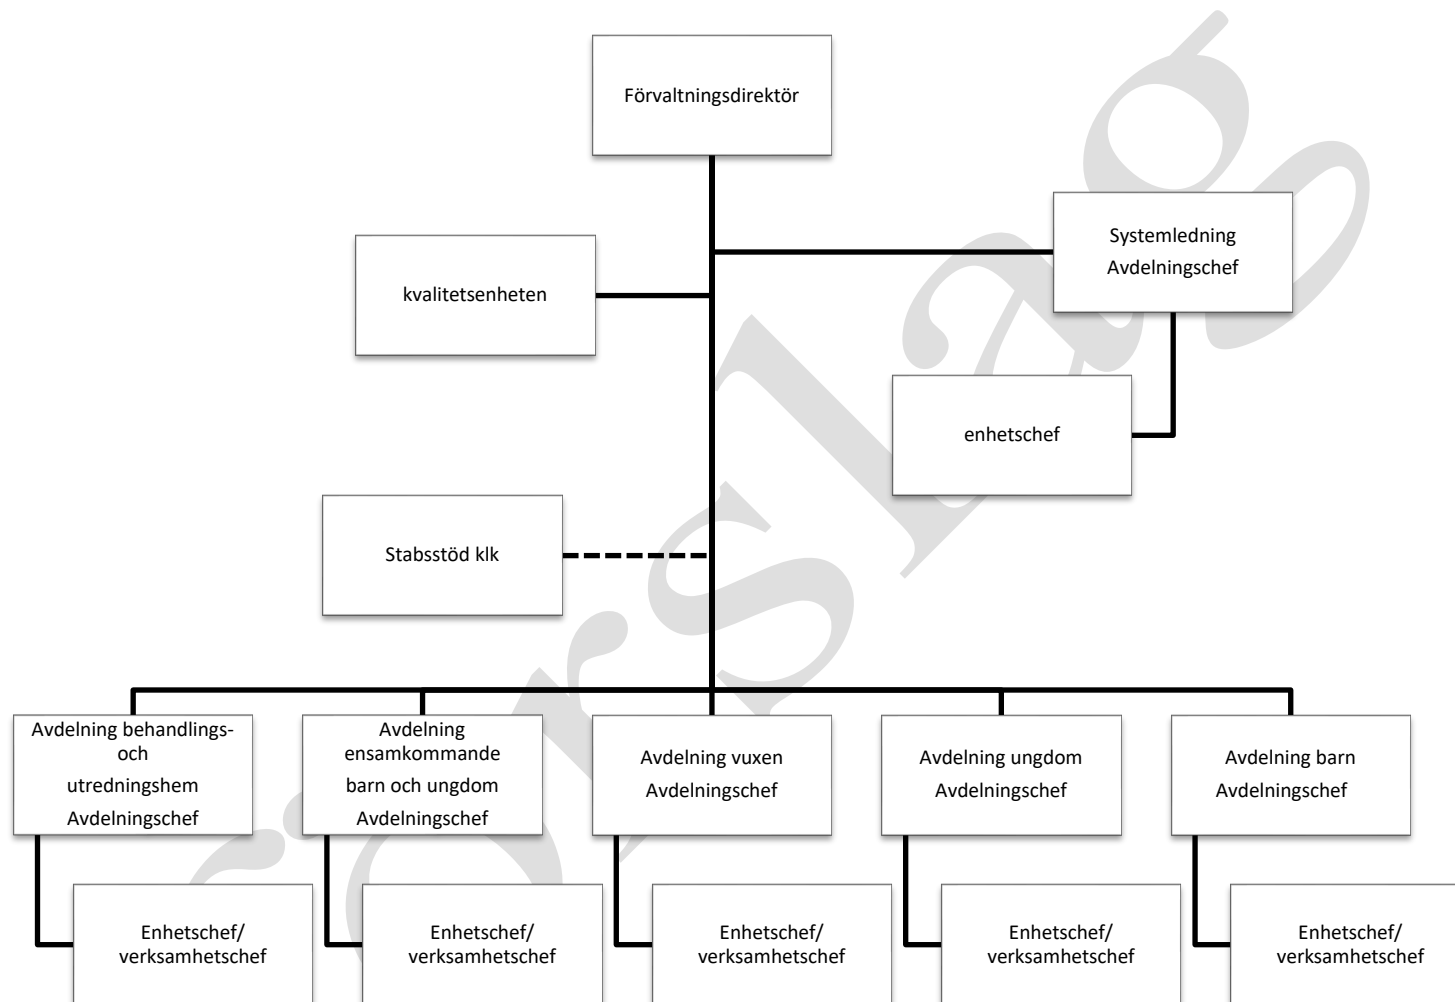 Förvaltningsdirektör
Systemledning
Avdelningschef
kvalitetsenheten
enhetschef
Stabsstöd klk
Avdelning behandlings-
och
utredningshem
Avdelningschef
Avdelning
ensamkommande
barn och ungdom
Avdelningschef
Avdelning vuxen
Avdelningschef
Avdelning ungdom
Avdelningschef
Avdelning barn
Avdelningschef
Enhetschef/
verksamhetschef
Enhetschef/
verksamhetschef
Enhetschef/
verksamhetschef
Enhetschef/
verksamhetschef
Enhetschef/
verksamhetschef
örslag